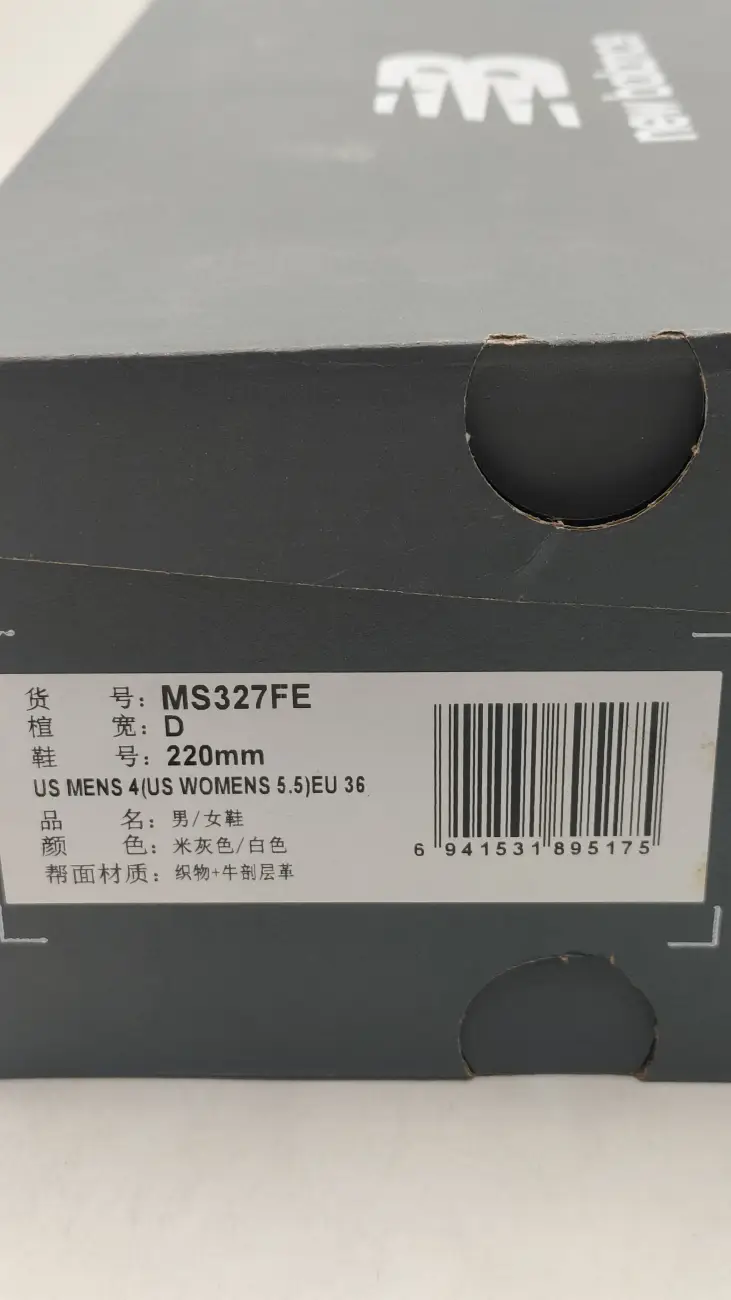 new balance
货 号: MS327FE
楦 宽: D
鞋 号: 220mm
US MENS 4(US WOMENS 5.5)EU 36
品 名: 男/女鞋
颜 色: 米灰色/白色
帮面材质: 织物+牛剖层革
6 941531 895175